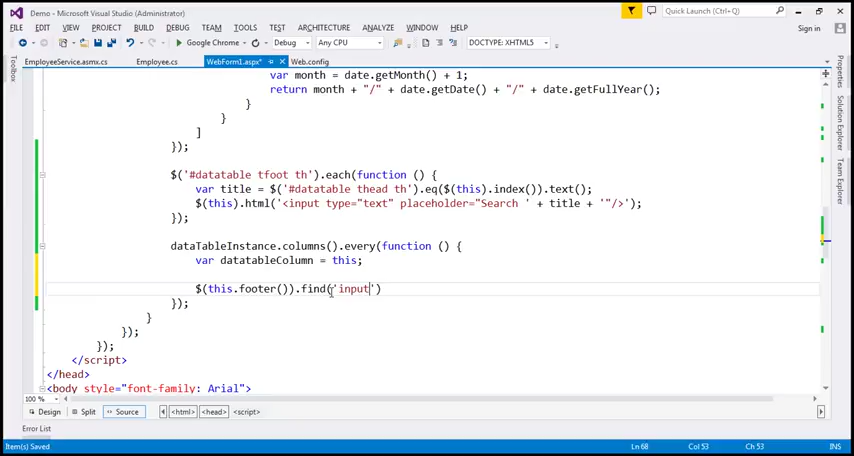 Demo - Microsoft Visual Studio (Administrator)
Quick Launch (Ctrl+Q)
FILE EDIT VIEW PROJECT BUILD DEBUG TEAM TOOLS TEST ARCHITECTURE ANALYZE WINDOW HELP
Sign in
Google Chrome Debug Any CPU DOCTYPE: XHTML5
EmployeeService.asmx.cs Employee.cs WebForm1.aspx* Web.config
Toolbox
Properties
Solution Explorer
Team Explorer
var month = date.getMonth() + 1;
return month + "/" + date.getDate() + "/" + date.getFullYear();
}
}
]
});
$('#datatable tfoot th').each(function () {
var title = $('#datatable thead th').eq($(this).index()).text();
$(this).html('<input type="text" placeholder="Search ' + title + '"/>');
});
dataTableInstance.columns().every(function () {
var datatableColumn = this;
$(this.footer()).find('input')
});
}
});
});
</script>
</head>
<body style="font-family: Arial">
100 %
Design Split Source <html> <head> <script>
Error List
Item(s) Saved Ln 68 Col 53 Ch 53 INS